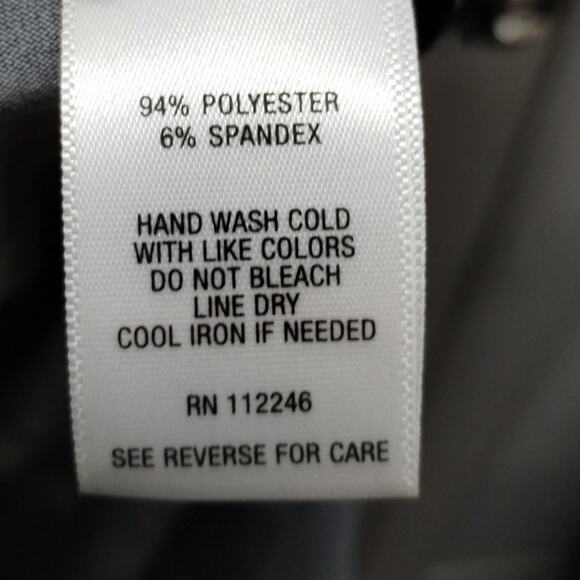 94% POLYESTER
6% SPANDEX
HAND WASH COLD
WITH LIKE COLORS
DO NOT BLEACH
LINE DRY
COOL IRON IF NEEDED
RN 112246
SEE REVERSE FOR CARE